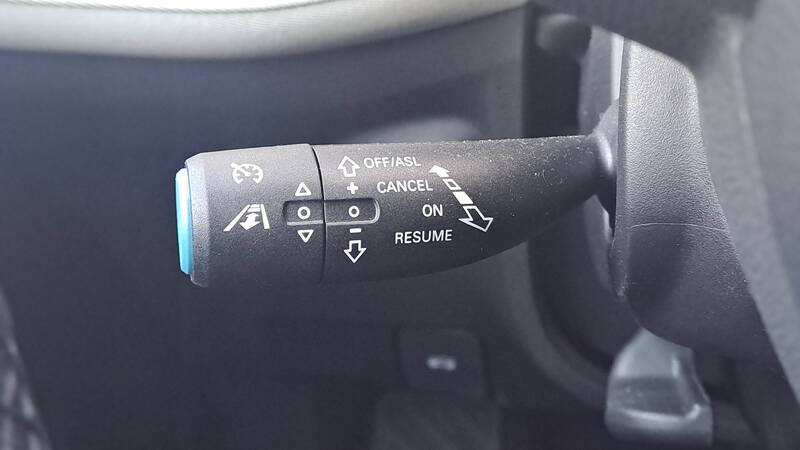 OFF/ASL
+
CANCEL
ON
-
RESUME